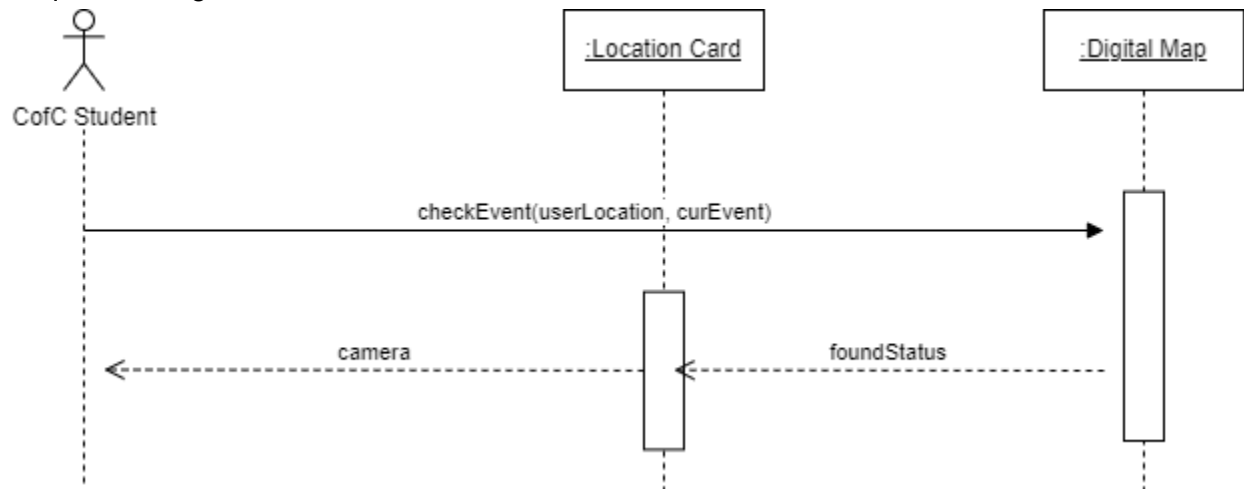 :Location Card
:Digital Map
CofC Student
checkEvent(userLocation, curEvent)
camera
foundStatus